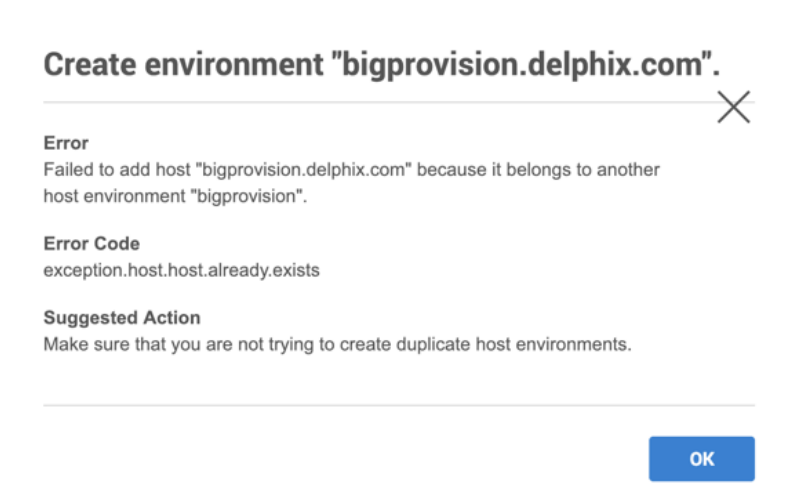 Create environment "bigprovision.delphix.com".
Error
Failed to add host "bigprovision.delphix.com" because it belongs to another
host environment "bigprovision".
Error Code
exception.host.host.already.exists
Suggested Action
Make sure that you are not trying to create duplicate host environments.
OK